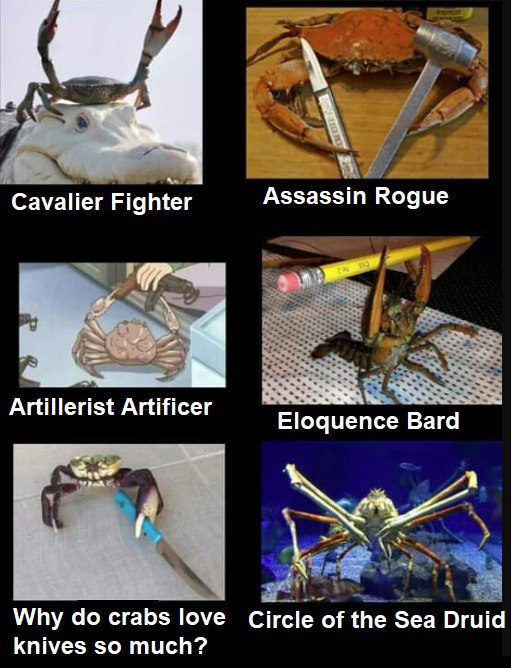 Cavalier Fighter
Assassin Rogue
Artillerist Artificer
Eloquence Bard
Why do crabs love
knives so much?
Circle of the Sea Druid